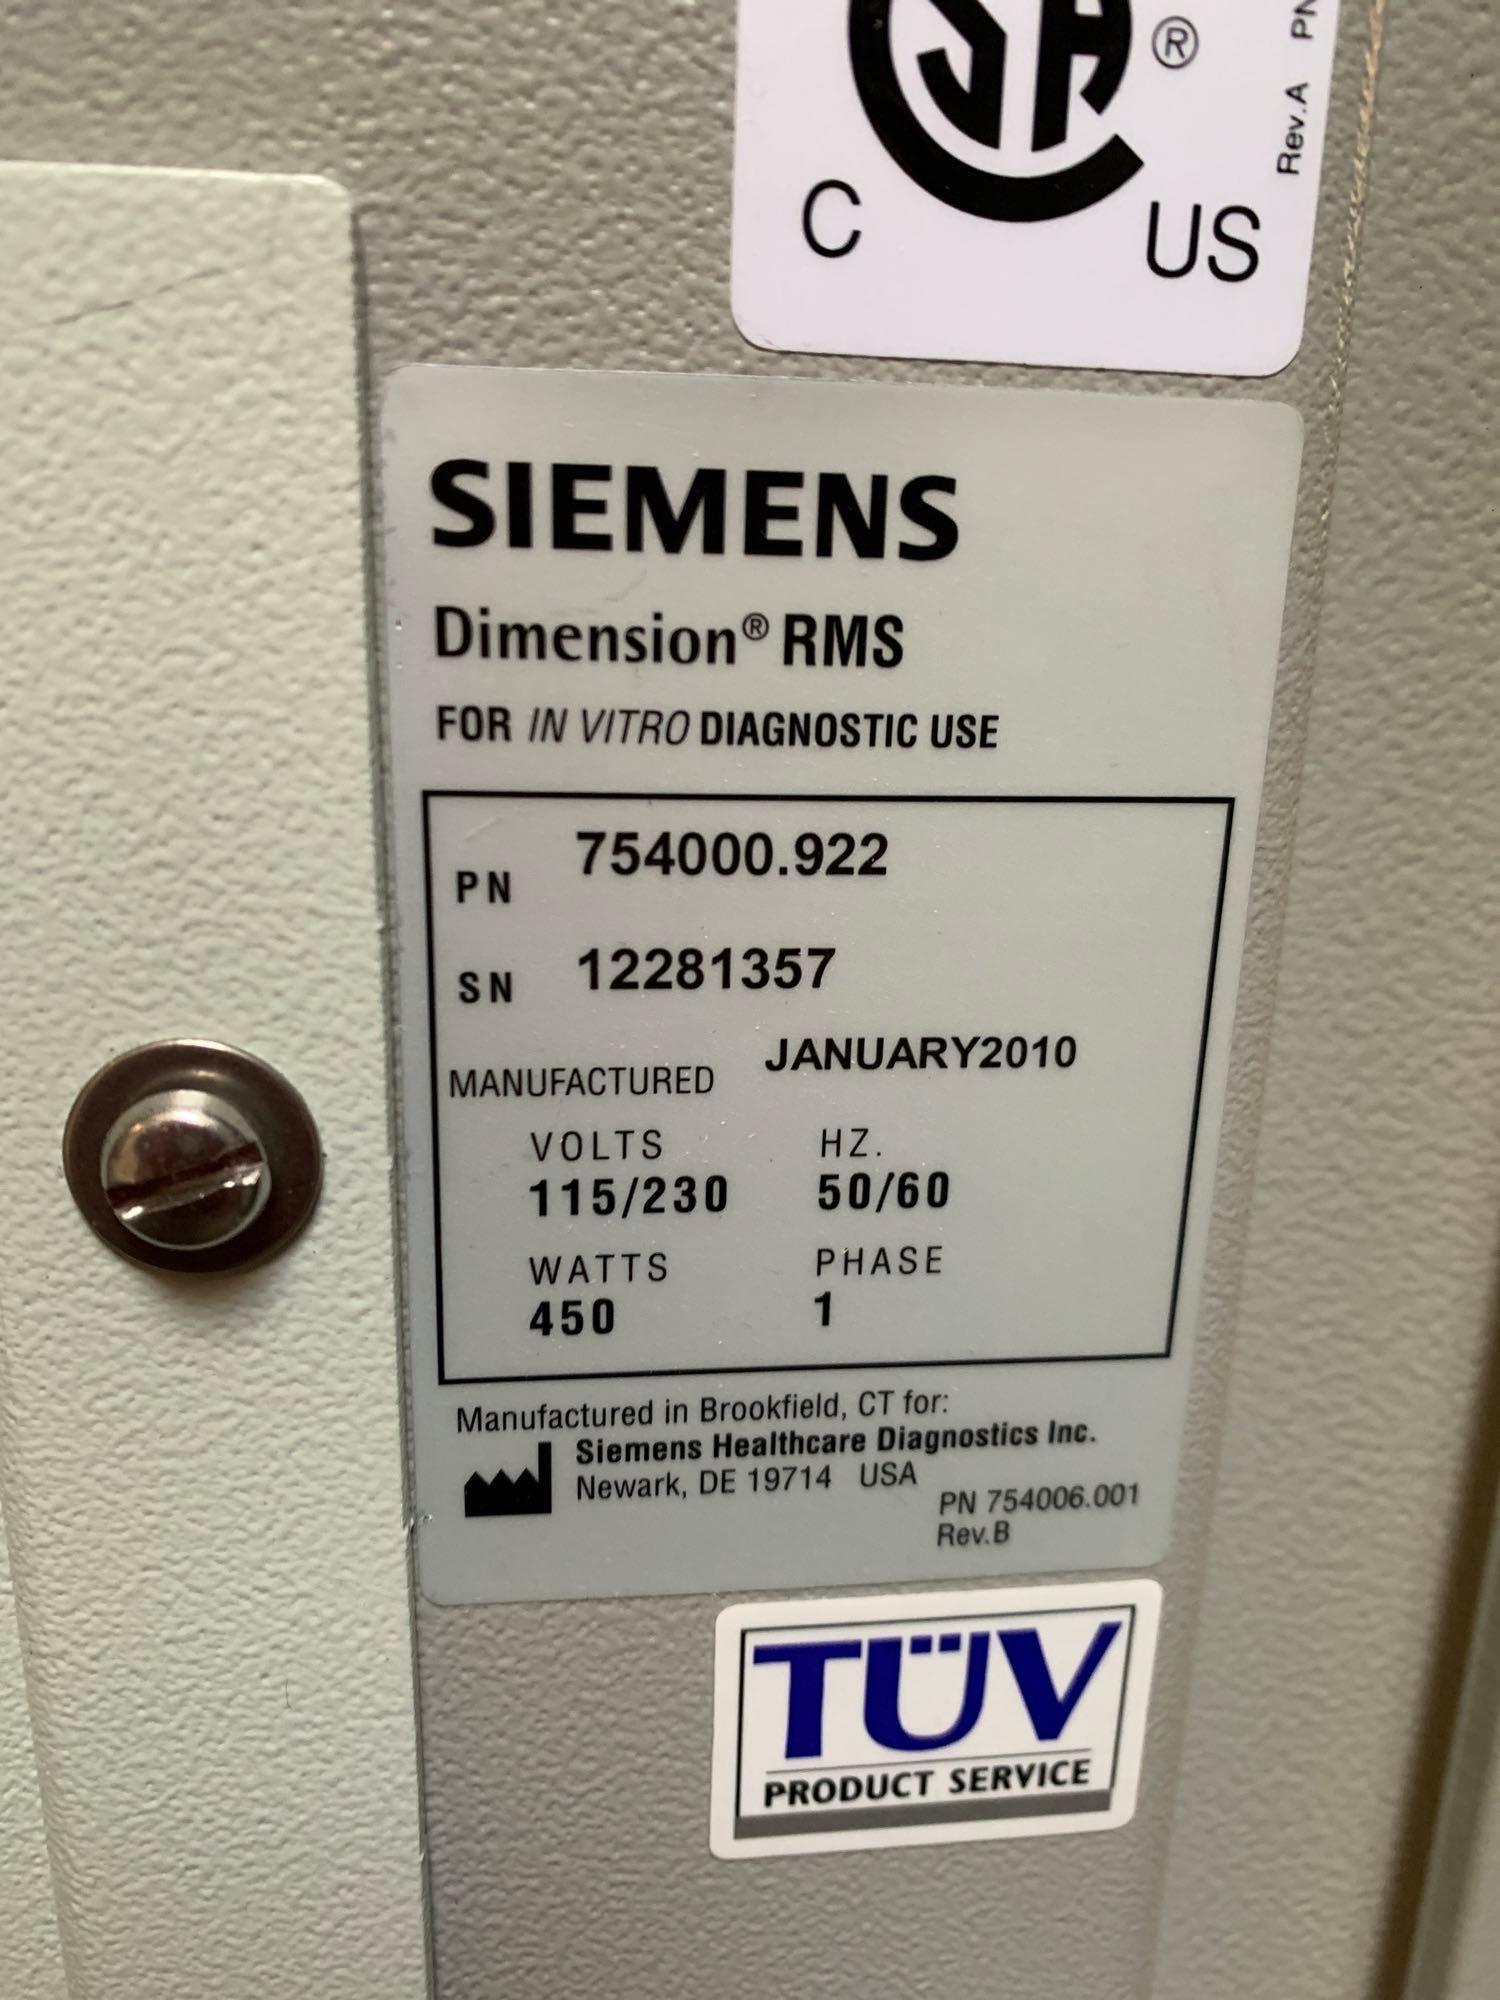 SA ®
C US
Rev.A PN
SIEMENS
Dimension® RMS
FOR IN VITRO DIAGNOSTIC USE
PN 754000.922
SN 12281357
MANUFACTURED JANUARY2010
VOLTS HZ.
115/230 50/60
WATTS PHASE
450 1
Manufactured in Brookfield, CT for:
Siemens Healthcare Diagnostics Inc.
Newark, DE 19714 USA
PN 754006.001
Rev.B
TÜV
PRODUCT SERVICE